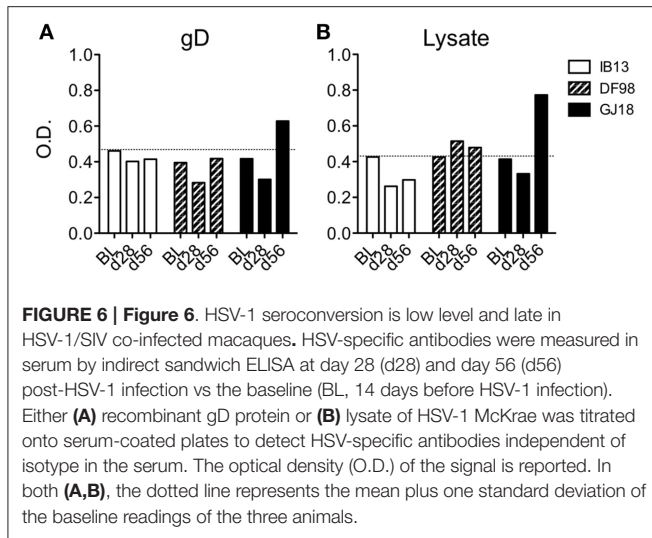 A
gD
B
Lysate
1.0
0.8
0.6
0.4
0.2
0.0
O.D.
BL
d28
d56
BL
d28
d56
BL
d28
d56
1.0
0.8
0.6
0.4
0.2
0.0
BL
d28
d56
BL
d28
d56
BL
d28
d56
IB13
DF98
GJ18
FIGURE 6 | Figure 6. HSV-1 seroconversion is low level and late in
HSV-1/SIV co-infected macaques. HSV-specific antibodies were measured in
serum by indirect sandwich ELISA at day 28 (d28) and day 56 (d56)
post-HSV-1 infection vs the baseline (BL, 14 days before HSV-1 infection).
Either (A) recombinant gD protein or (B) lysate of HSV-1 McKrae was titrated
onto serum-coated plates to detect HSV-specific antibodies independent of
isotype in the serum. The optical density (O.D.) of the signal is reported. In
both (A,B), the dotted line represents the mean plus one standard deviation of
the baseline readings of the three animals.